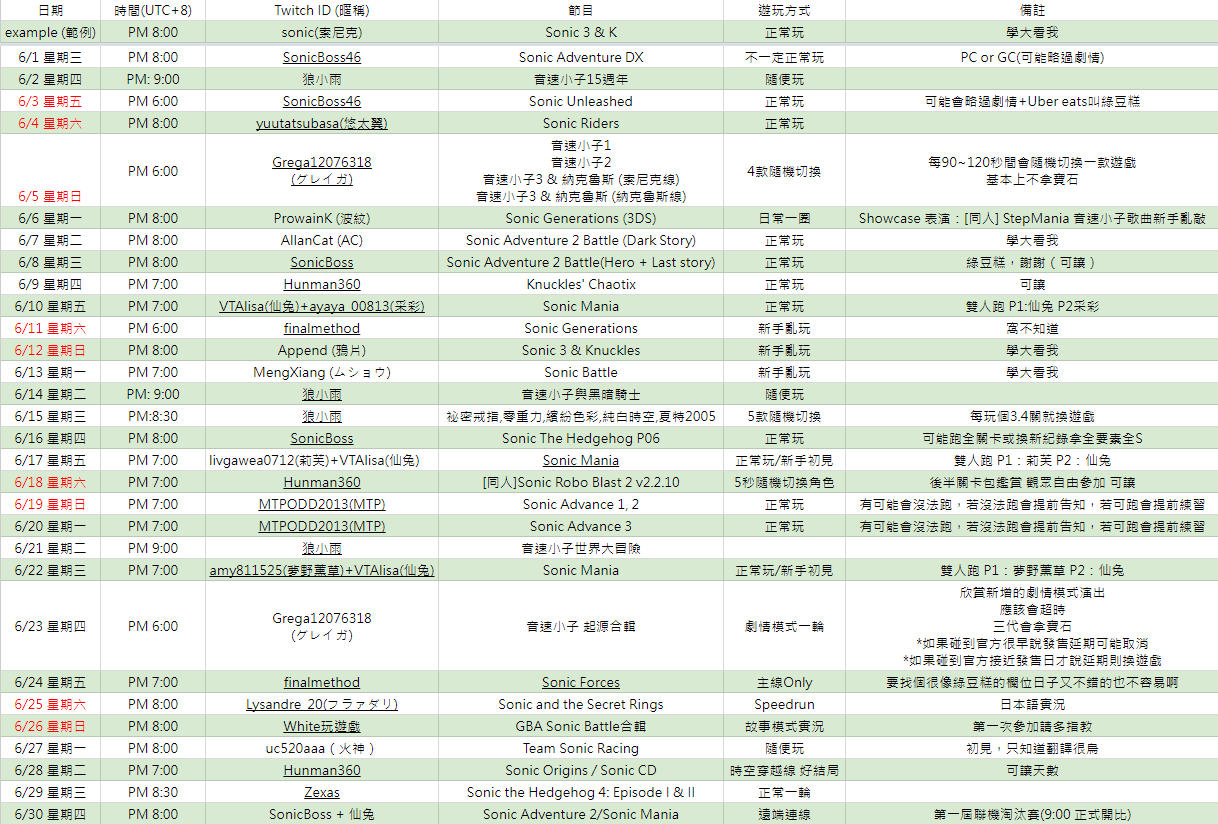 日期 時間(UTC+8) Twitch ID (暱稱) 節目 遊玩方式 備註
example (範例) PM 8:00 sonic(索尼克) Sonic 3 & K 正常玩 學大看我
6/1 星期三 PM 8:00 SonicBoss46 Sonic Adventure DX 不一定正常玩 PC or GC(可能略過劇情)
6/2 星期四 PM: 9:00 狼小雨 音速小子15週年 隨便玩
6/3 星期五 PM 6:00 SonicBoss46 Sonic Unleashed 正常玩 可能會略過劇情+Uber eats叫綠豆糕
6/4 星期六 PM 8:00 yuutatsubasa(悠太翼) Sonic Riders 正常玩
6/5 星期日 PM 6:00 Grega12076318
(グレイガ)
音速小子1
音速小子2
音速小子3 & 納克魯斯 (索尼克線)
音速小子3 & 納克魯斯 (納克魯斯線)
4款隨機切換
每90~120秒間會隨機切換一款遊戲
基本上不拿寶石
6/6 星期一 PM 8:00 ProwainK (波紋) Sonic Generations (3DS) 日常一圈 Showcase 表演：[同人] StepMania 音速小子歌曲新手亂敲
6/7 星期二 PM 8:00 AllanCat (AC) Sonic Adventure 2 Battle (Dark Story) 正常玩 學大看我
6/8 星期三 PM 8:00 SonicBoss Sonic Adventure 2 Battle(Hero + Last story) 正常玩 綠豆糕，謝謝（可讓）
6/9 星期四 PM 7:00 Hunman360 Knuckles' Chaotix 正常玩 可讓
6/10 星期五 PM 7:00 VTAlisa(仙兔)+ayaya_00813(采彩) Sonic Mania 正常玩 雙人跑 P1:仙兔 P2采彩
6/11 星期六 PM 6:00 finalmethod Sonic Generations 新手亂玩 窩不知道
6/12 星期日 PM 8:00 Append (鴉片) Sonic 3 & Knuckles 新手亂玩 學大看我
6/13 星期一 PM 7:00 MengXiang (ムショウ) Sonic Battle 新手亂玩 學大看我
6/14 星期二 PM: 9:00 狼小雨 音速小子與黑暗騎士 隨便玩
6/15 星期三 PM:8:30 狼小雨 祕密戒指,零重力,繽紛色彩,純白時空,夏特2005 5款隨機切換 每玩個3.4關就換遊戲
6/16 星期四 PM 8:00 SonicBoss Sonic The Hedgehog P06 正常玩 可能跑全關卡或換新紀錄拿全要素全S
6/17 星期五 PM 7:00 livgawea0712(莉芙)+VTAlisa(仙兔) Sonic Mania 正常玩/新手初見 雙人跑 P1：莉芙 P2：仙兔
6/18 星期六 PM 7:00 Hunman360 [同人]Sonic Robo Blast 2 v2.2.10 5秒隨機切換角色 後半關卡包鑑賞 觀眾自由參加 可讓
6/19 星期日 PM 7:00 MTPODD2013(MTP) Sonic Advance 1, 2 正常玩 有可能會沒法跑，若沒法跑會提前告知，若可跑會提前練習
6/20 星期一 PM 7:00 MTPODD2013(MTP) Sonic Advance 3 正常玩 有可能會沒法跑，若沒法跑會提前告知，若可跑會提前練習
6/21 星期二 PM 9:00 狼小雨 音速小子世界大冒險
6/22 星期三 PM 7:00 amy811525(夢野薰草)+VTAlisa(仙兔) Sonic Mania 正常玩/新手初見 雙人跑 P1：夢野薰草 P2：仙兔
6/23 星期四 PM 6:00 Grega12076318
(グレイガ)
音速小子 起源合輯 劇情模式一輪
欣賞新增的劇情模式演出
應該會超時
三代會拿寶石
*如果碰到官方很早說發售延期可能取消
*如果碰到官方接近發售日才說延期則換遊戲
6/24 星期五 PM 7:00 finalmethod Sonic Forces 主線Only 要找個很像綠豆糕的欄位日子又不錯的也不容易啊
6/25 星期六 PM 7:00 Lysandre_20(フラァダリ) Sonic and the Secret Rings Speedrun 日本語實況
6/26 星期日 PM 8:00 White玩遊戲 GBA Sonic Battle合輯 故事模式實況 第一次參加請多指教
6/27 星期一 PM 8:00 uc520aaa（火神） Team Sonic Racing 隨便玩 初見，只知道翻譯很鳥
6/28 星期二 PM 7:00 Hunman360 Sonic Origins / Sonic CD 時空穿越線 好結局 可讓天數
6/29 星期三 PM 8:30 Zexas Sonic the Hedgehog 4: Episode I & II 正常一輪
6/30 星期四 PM 8:00 SonicBoss + 仙兔 Sonic Adventure 2/Sonic Mania 遠端連線 第一屆聯機淘汰賽(9:00 正式開比)